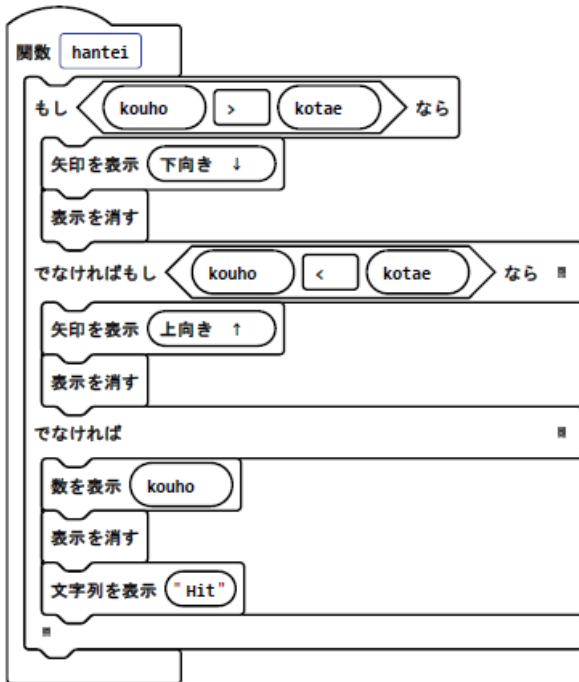 関数 hantei
もし kouho > kotae なら
矢印を表示 下向き ↓
表示を消す
でなければもし kouho < kotae なら
矢印を表示 上向き ↑
表示を消す
でなければ
数を表示 kouho
表示を消す
文字列を表示 "Hit"